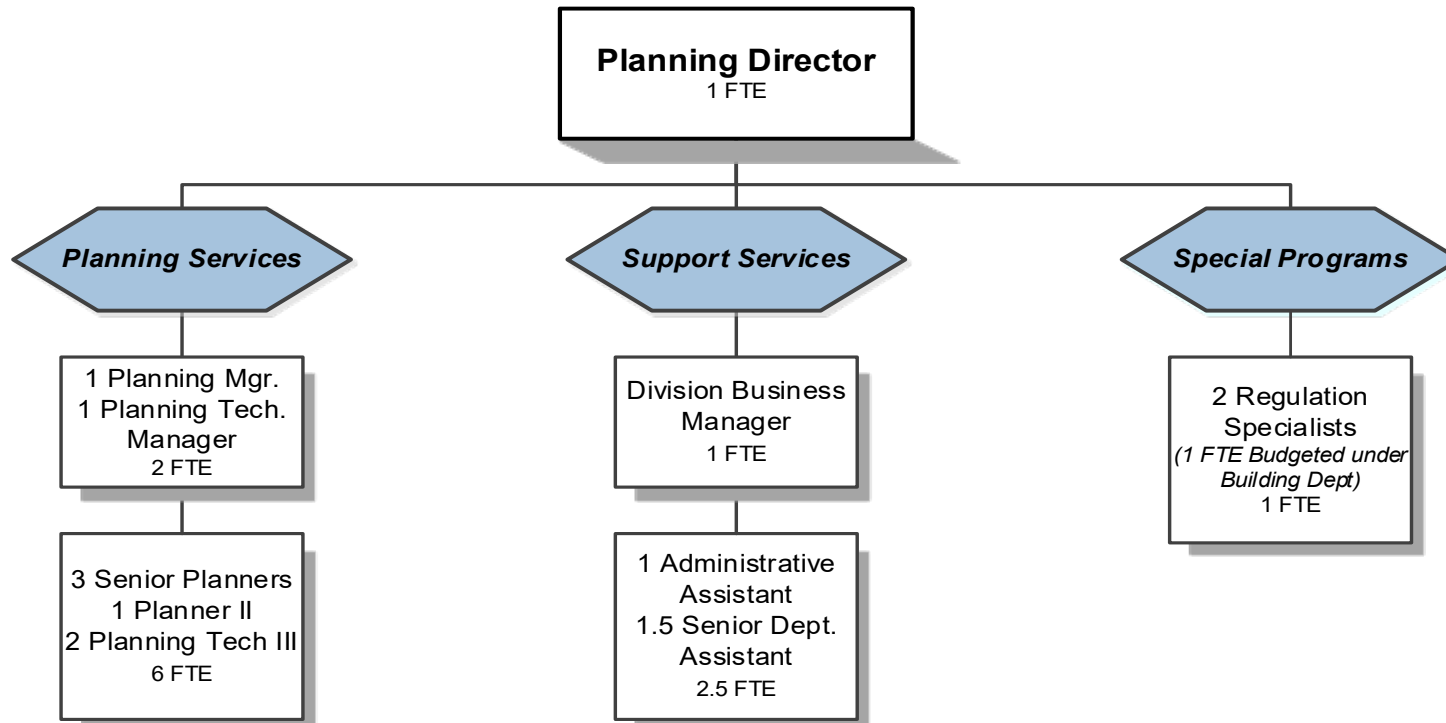 Planning Director
1 FTE
Planning Services
Support Services
Special Programs
1 Planning Mgr.
1 Planning Tech.
Manager
2 FTE
Division Business
Manager
1 FTE
2 Regulation
Specialists
(1 FTE Budgeted under
Building Dept)
1 FTE
3 Senior Planners
1 Planner II
2 Planning Tech III
6 FTE
1 Administrative
Assistant
1.5 Senior Dept.
Assistant
2.5 FTE